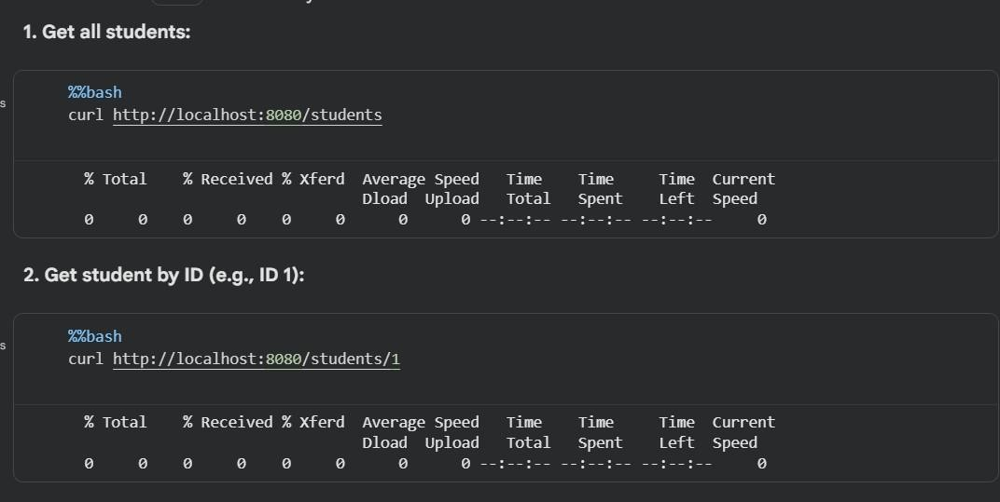 1. Get all students:
s
%%bash
curl http://localhost:8080/students
% Total % Received % Xferd Average Speed Time Time Time Current
Dload Upload Total Spent Left Speed
0 0 0 0 0 0 0 0 --:--:-- --:--:-- --:--:-- 0
2. Get student by ID (e.g., ID 1):
s
%%bash
curl http://localhost:8080/students/1
% Total % Received % Xferd Average Speed Time Time Time Current
Dload Upload Total Spent Left Speed
0 0 0 0 0 0 0 0 --:--:-- --:--:-- --:--:-- 0